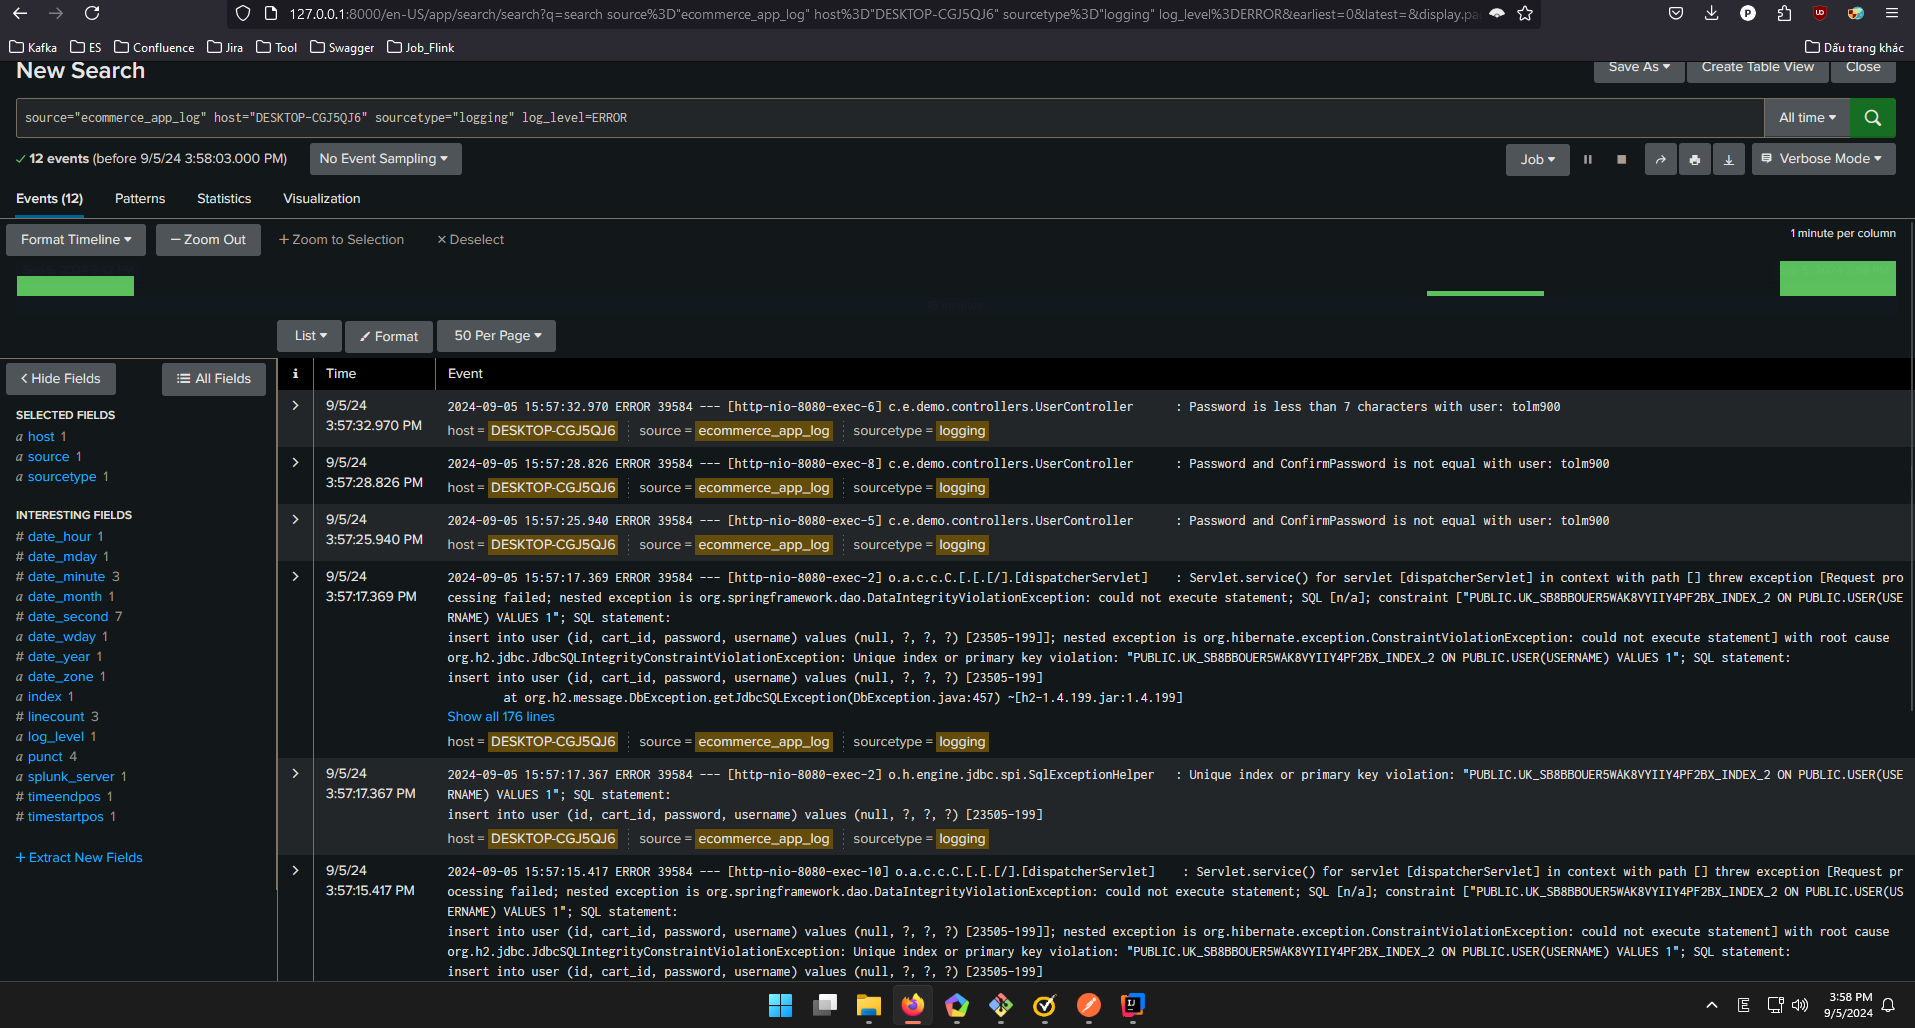 127.0.0.1:8000/en-US/app/search/search?q=search source%3D"ecommerce_app_log" host%3D"DESKTOP-CGJ5QJ6" sourcetype%3D"logging" log_level%3DERROR&earliest=0&latest=&display.pa
Kafka ES Confluence Jira Tool Swagger Job_Flink Dấu trang khác
New Search
Save As Create Table View Close
source="ecommerce_app_log" host="DESKTOP-CGJ5QJ6" sourcetype="logging" log_level=ERROR
All time
12 events (before 9/5/24 3:58:03.000 PM) No Event Sampling
Job Verbose Mode
Events (12) Patterns Statistics Visualization
Format Timeline – Zoom Out + Zoom to Selection × Deselect
1 minute per column
List Format 50 Per Page
< Hide Fields All Fields
i Time Event
SELECTED FIELDS
a host 1
a source 1
a sourcetype 1
INTERESTING FIELDS
# date_hour 1
# date_mday 1
# date_minute 3
a date_month 1
# date_second 7
a date_wday 1
# date_year 1
a date_zone 1
a index 1
# linecount 3
a log_level 1
a punct 4
a splunk_server 1
# timeendpos 1
# timestartpos 1
+ Extract New Fields
9/5/24
3:57:32.970 PM
2024-09-05 15:57:32.970 ERROR 39584 --- [http-nio-8080-exec-6] c.e.demo.controllers.UserController : Password is less than 7 characters with user: tolm900
host = DESKTOP-CGJ5QJ6 source = ecommerce_app_log sourcetype = logging
9/5/24
3:57:28.826 PM
2024-09-05 15:57:28.826 ERROR 39584 --- [http-nio-8080-exec-8] c.e.demo.controllers.UserController : Password and ConfirmPassword is not equal with user: tolm900
host = DESKTOP-CGJ5QJ6 source = ecommerce_app_log sourcetype = logging
9/5/24
3:57:25.940 PM
2024-09-05 15:57:25.940 ERROR 39584 --- [http-nio-8080-exec-5] c.e.demo.controllers.UserController : Password and ConfirmPassword is not equal with user: tolm900
host = DESKTOP-CGJ5QJ6 source = ecommerce_app_log sourcetype = logging
9/5/24
3:57:17.369 PM
2024-09-05 15:57:17.369 ERROR 39584 --- [http-nio-8080-exec-2] o.a.c.c.C.[.[.[/].[dispatcherServlet] : Servlet.service() for servlet [dispatcherServlet] in context with path [] threw exception [Request pro
cessing failed; nested exception is org.springframework.dao.DataIntegrityViolationException: could not execute statement; SQL [n/a]; constraint ["PUBLIC.UK_SB8BBOUER5WAK8VYIIY4PF2BX_INDEX_2 ON PUBLIC.USER(USE
RNAME) VALUES 1"; SQL statement:
insert into user (id, cart_id, password, username) values (null, ?, ?, ?) [23505-199]]; nested exception is org.hibernate.exception.ConstraintViolationException: could not execute statement] with root cause
org.h2.jdbc.JdbcSQLIntegrityConstraintViolationException: Unique index or primary key violation: "PUBLIC.UK_SB8BBOUER5WAK8VYIIY4PF2BX_INDEX_2 ON PUBLIC.USER(USERNAME) VALUES 1"; SQL statement:
insert into user (id, cart_id, password, username) values (null, ?, ?, ?) [23505-199]
at org.h2.message.DbException.getJdbcSQLException(DbException.java:457) ~[h2-1.4.199.jar:1.4.199]
Show all 176 lines
host = DESKTOP-CGJ5QJ6 source = ecommerce_app_log sourcetype = logging
9/5/24
3:57:17.367 PM
2024-09-05 15:57:17.367 ERROR 39584 --- [http-nio-8080-exec-2] o.h.engine.jdbc.spi.SqlExceptionHelper : Unique index or primary key violation: "PUBLIC.UK_SB8BBOUER5WAK8VYIIY4PF2BX_INDEX_2 ON PUBLIC.USER(USE
RNAME) VALUES 1"; SQL statement:
insert into user (id, cart_id, password, username) values (null, ?, ?, ?) [23505-199]
host = DESKTOP-CGJ5QJ6 source = ecommerce_app_log sourcetype = logging
9/5/24
3:57:15.417 PM
2024-09-05 15:57:15.417 ERROR 39584 --- [http-nio-8080-exec-10] o.a.c.c.C.[.[.[/].[dispatcherServlet] : Servlet.service() for servlet [dispatcherServlet] in context with path [] threw exception [Request pr
ocessing failed; nested exception is org.springframework.dao.DataIntegrityViolationException: could not execute statement; SQL [n/a]; constraint ["PUBLIC.UK_SB8BBOUER5WAK8VYIIY4PF2BX_INDEX_2 ON PUBLIC.USER(US
ERNAME) VALUES 1"; SQL statement:
insert into user (id, cart_id, password, username) values (null, ?, ?, ?) [23505-199]]; nested exception is org.hibernate.exception.ConstraintViolationException: could not execute statement] with root cause
org.h2.jdbc.JdbcSQLIntegrityConstraintViolationException: Unique index or primary key violation: "PUBLIC.UK_SB8BBOUER5WAK8VYIIY4PF2BX_INDEX_2 ON PUBLIC.USER(USERNAME) VALUES 1"; SQL statement:
insert into user (id, cart_id, password, username) values (null, ?, ?, ?) [23505-199]
E 3:58 PM
9/5/2024